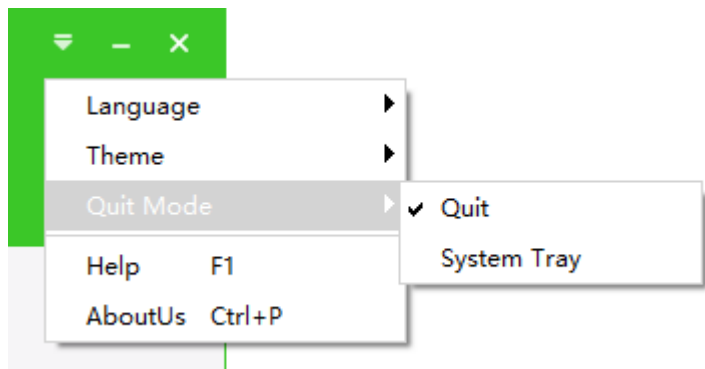 Language
Theme
Quit Mode
Quit
System Tray
Help F1
AboutUs Ctrl+P